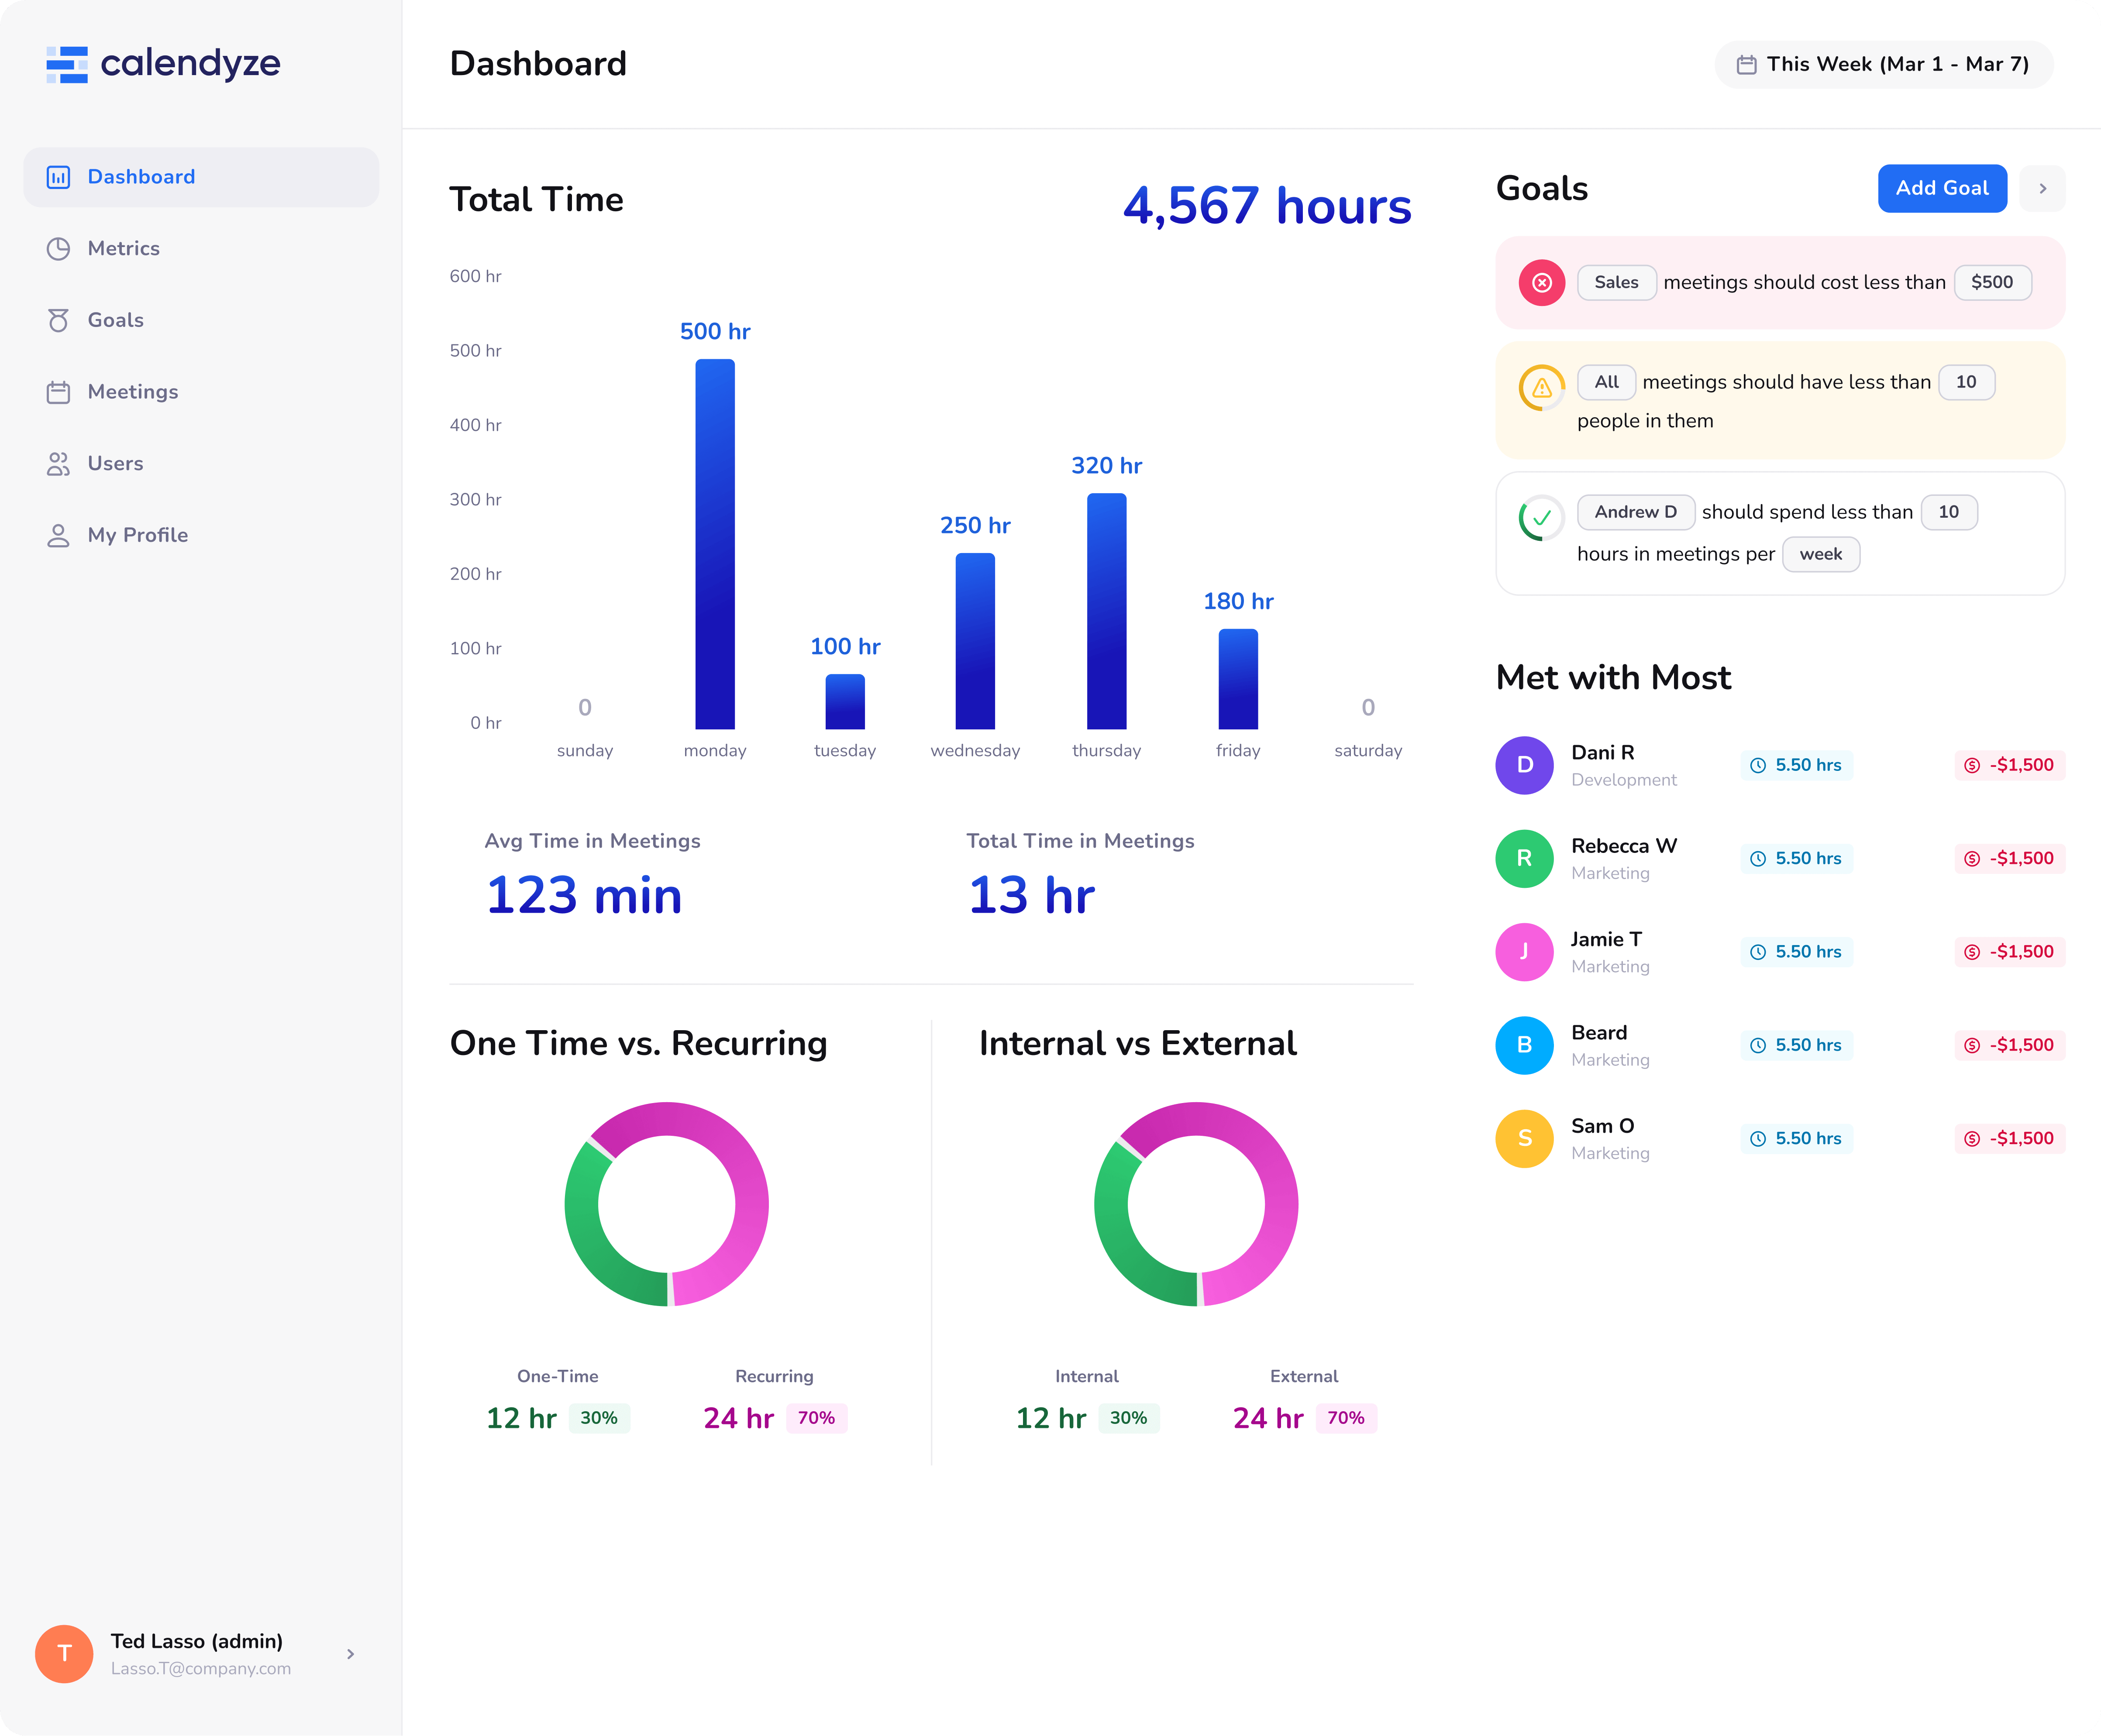 calendyze
Dashboard
Metrics
Goals
Meetings
Users
My Profile
T
Ted Lasso (admin)
Lasso.T@company.com
Dashboard
This Week (Mar 1 - Mar 7)
Total Time
4,567 hours
600 hr
500 hr
400 hr
300 hr
200 hr
100 hr
0 hr
0
500 hr
100 hr
250 hr
320 hr
180 hr
0
sunday
monday
tuesday
wednesday
thursday
friday
saturday
Avg Time in Meetings
123 min
Total Time in Meetings
13 hr
One Time vs. Recurring
One-Time
12 hr 30%
Recurring
24 hr 70%
Internal vs External
Internal
12 hr 30%
External
24 hr 70%
Goals
Add Goal
Sales meetings should cost less than $500
All meetings should have less than 10
people in them
Andrew D should spend less than 10
hours in meetings per week
Met with Most
D
Dani R
Development
5.50 hrs
-$1,500
R
Rebecca W
Marketing
5.50 hrs
-$1,500
J
Jamie T
Marketing
5.50 hrs
-$1,500
B
Beard
Marketing
5.50 hrs
-$1,500
S
Sam O
Marketing
5.50 hrs
-$1,500